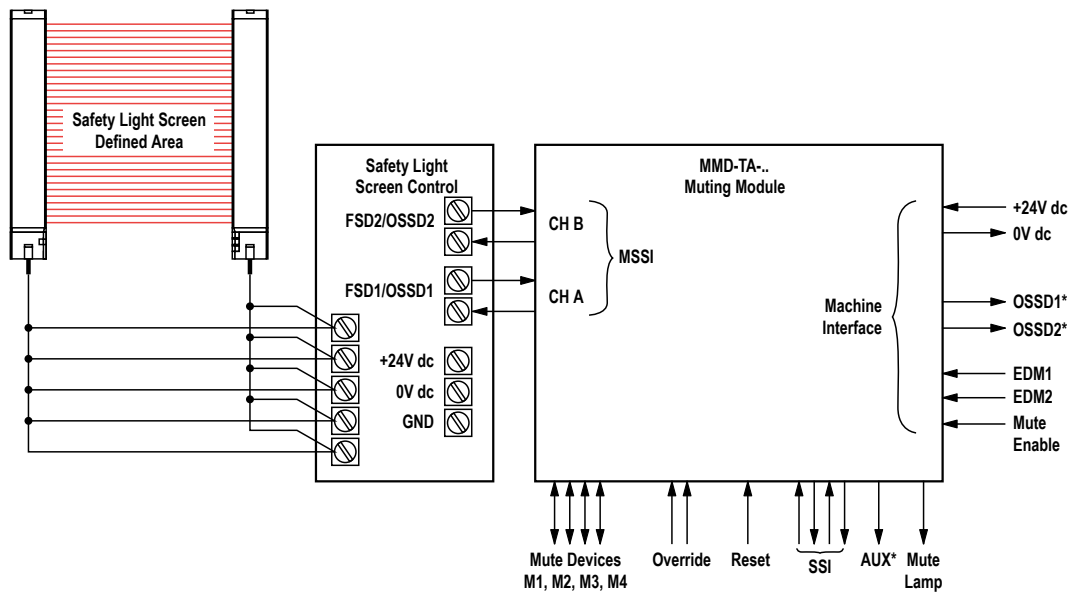 Safety Light Screen
Defined Area
Safety Light
Screen Control
FSD2/OSSD2
FSD1/OSSD1
+24V dc
0V dc
GND
MMD-TA-..
Muting Module
CH B
MSSI
CH A
Machine
Interface
+24V dc
0V dc
OSSD1*
OSSD2*
EDM1
EDM2
Mute
Enable
Mute Devices
M1, M2, M3, M4
Override
Reset
SSI
AUX*
Mute
Lamp